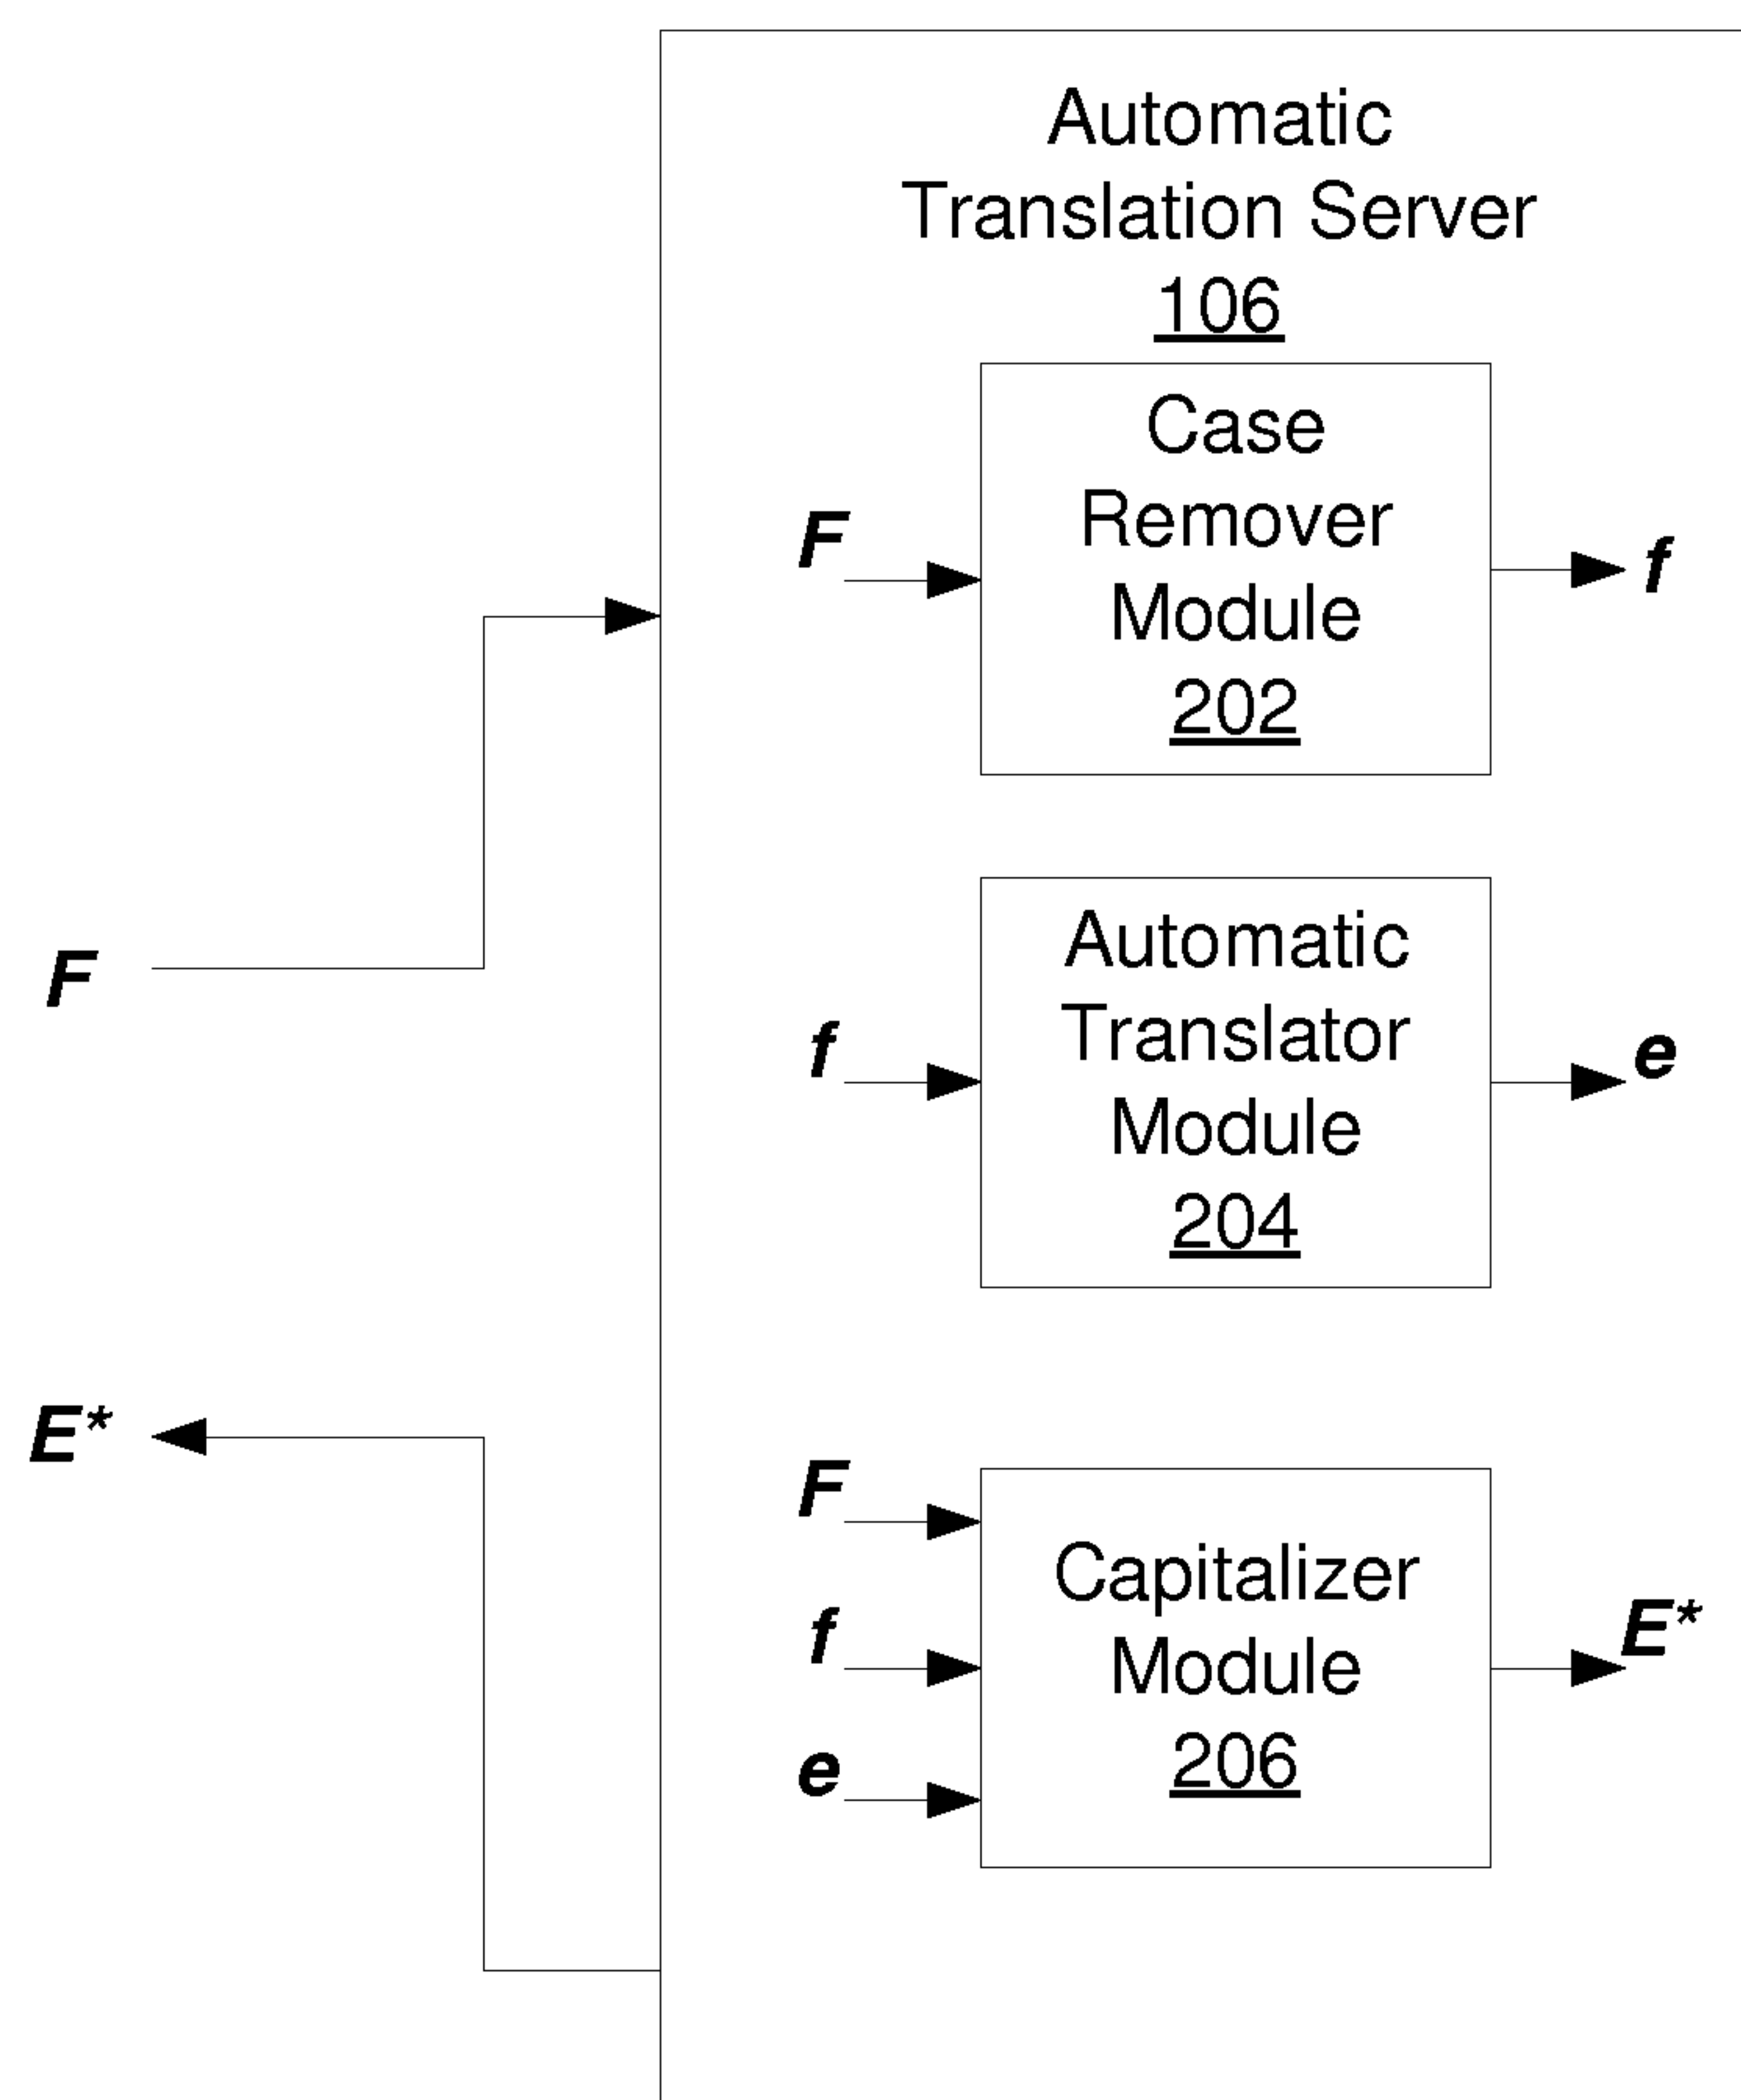 Automatic
Translation Server
106
Case
Remover
Module
202
F
f
Automatic
Translator
Module
204
F
f
e
E*
F
f
e
Capitalizer
Module
206
E*